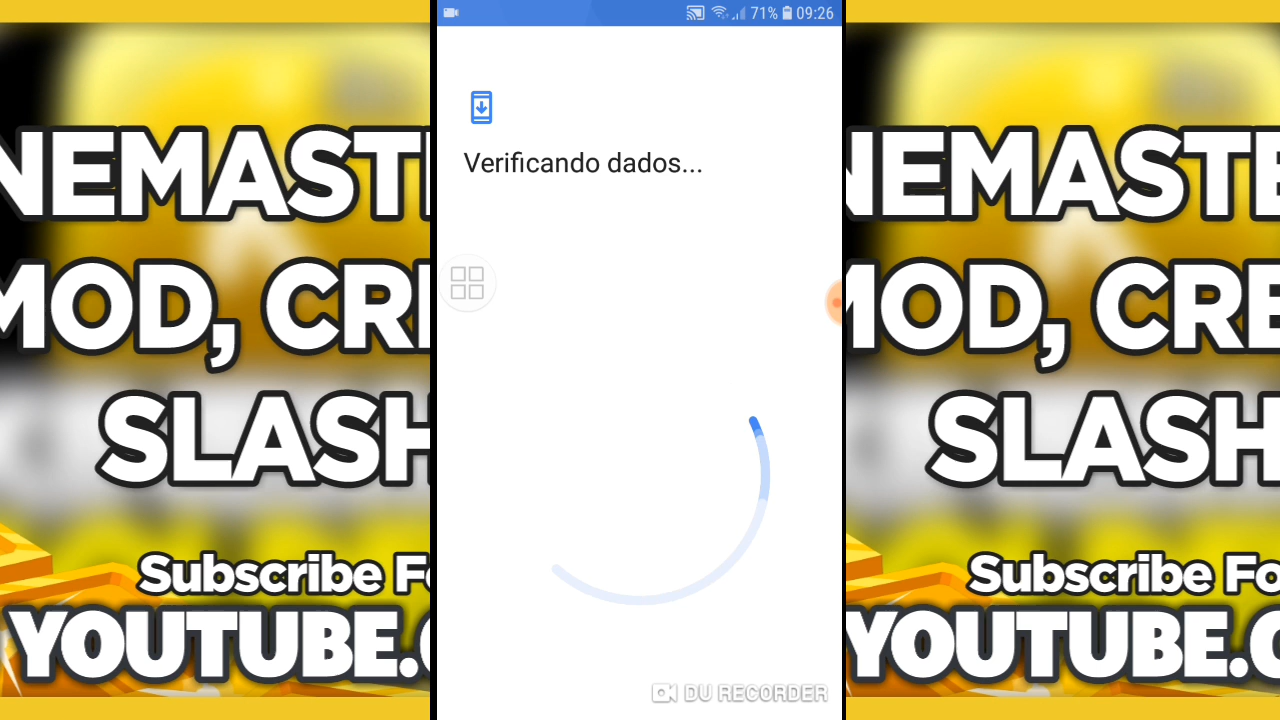 71% 09:26
Verificando dados...
DU RECORDER
NEMASTE
MOD, CRE
SLASH
Subscribe Fo
YOUTUBE.C
NEMASTE
MOD, CRE
SLASH
Subscribe Fo
YOUTUBE.C